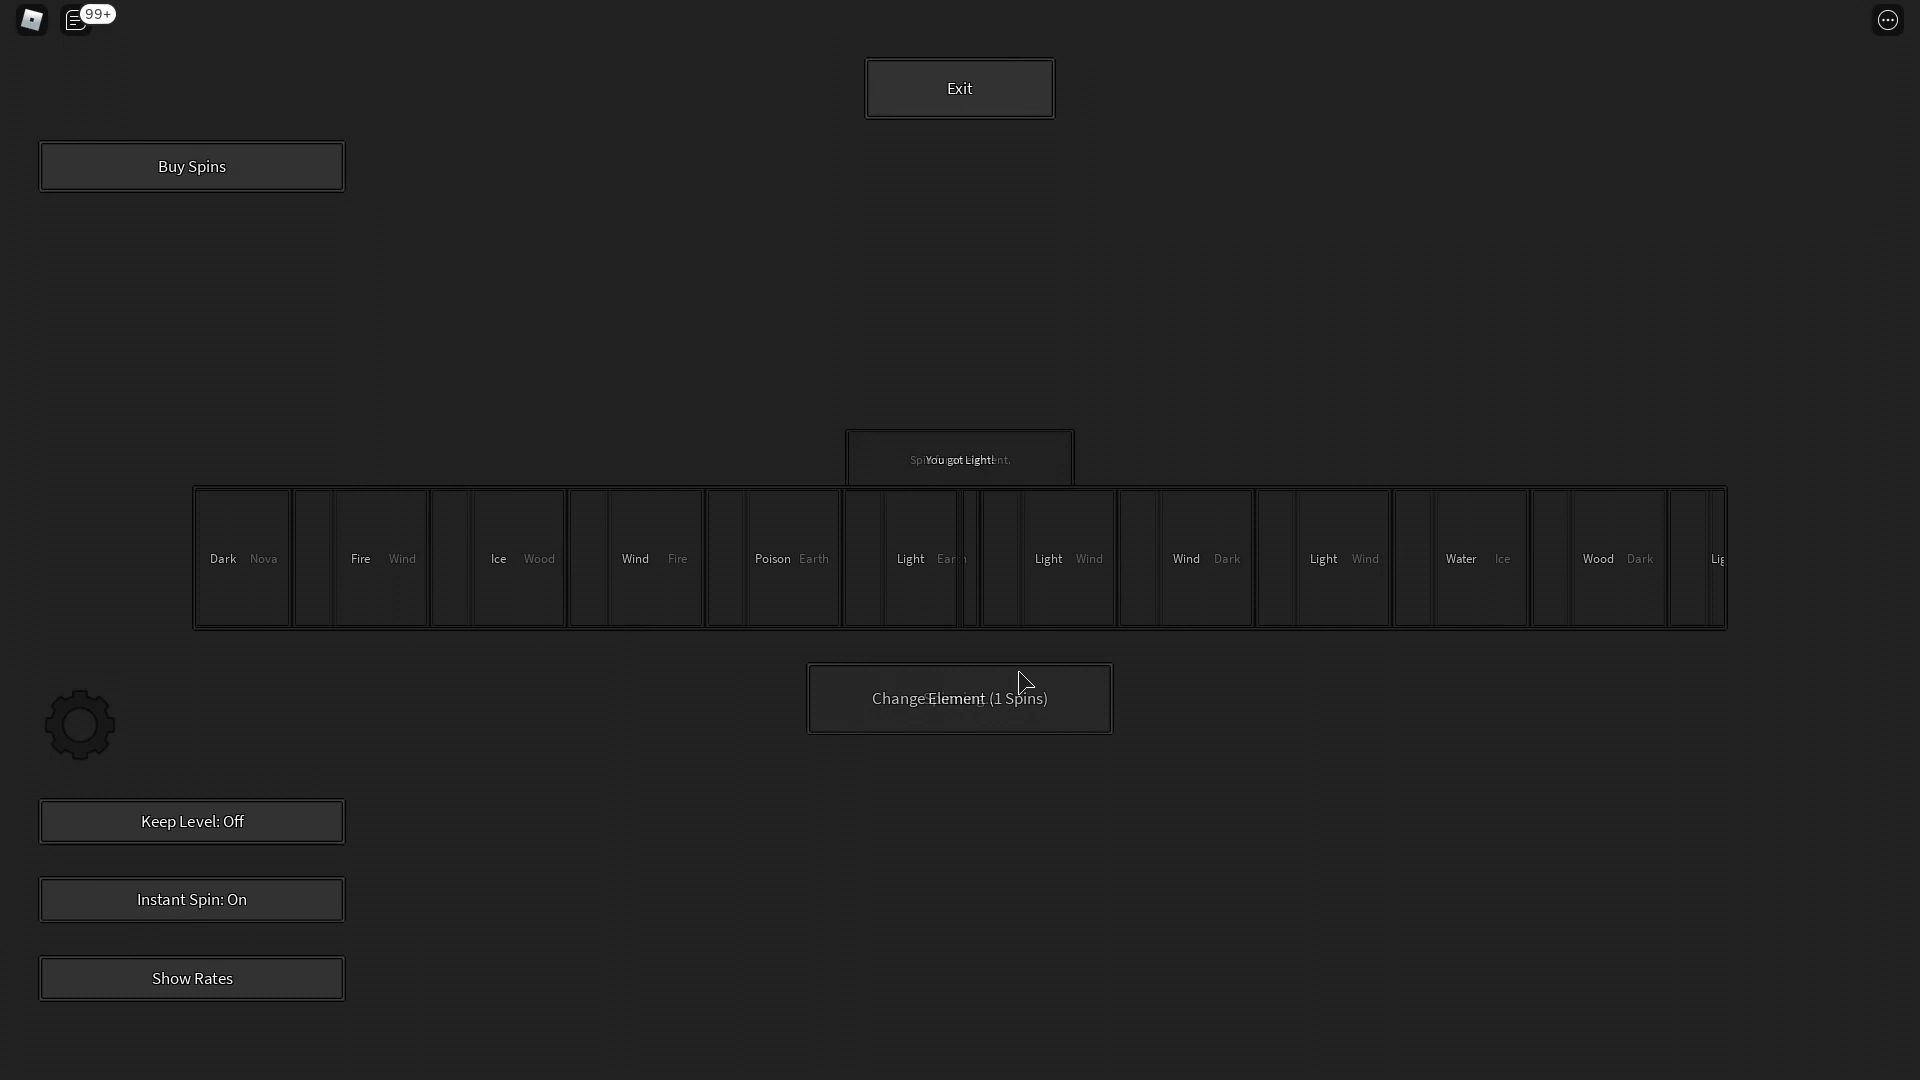 99+
Exit
Buy Spins
You got Light!
Dark Nova Fire Wind Ice Wood Wind Fire Poison Earth Light Light Wind Wind Dark Light Wind Water Ice Wood Dark Lig
Change Element (1 Spins)
Keep Level: Off
Instant Spin: On
Show Rates